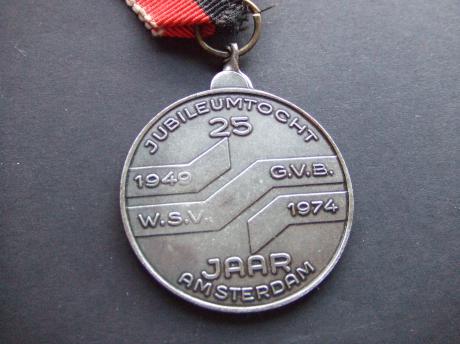 JUBILEUMTOCHT
25
1949 G.V.B.
W.S.V. 1974
JAAR
AMSTERDAM